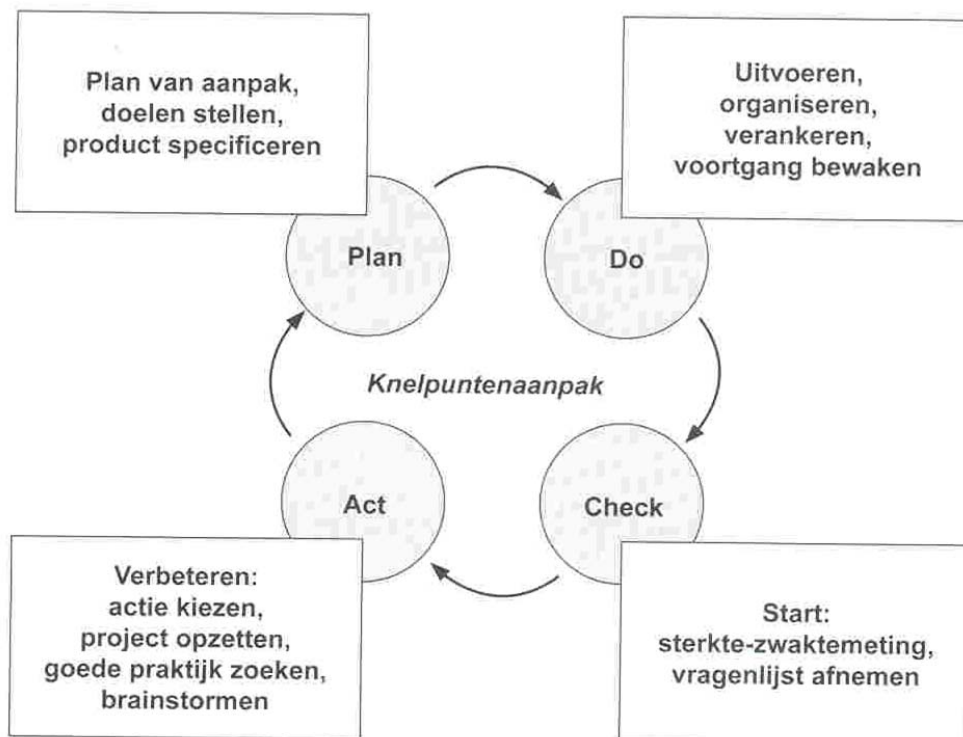 Plan van aanpak,
doelen stellen,
product specificeren
Uitvoeren,
organiseren,
verankeren,
voortgang bewaken
Plan
Do
Knelpuntenaanpak
Act
Check
Verbeteren:
actie kiezen,
project opzetten,
goede praktijk zoeken,
brainstormen
Start:
sterkte-zwaktemeting,
vragenlijst afnemen